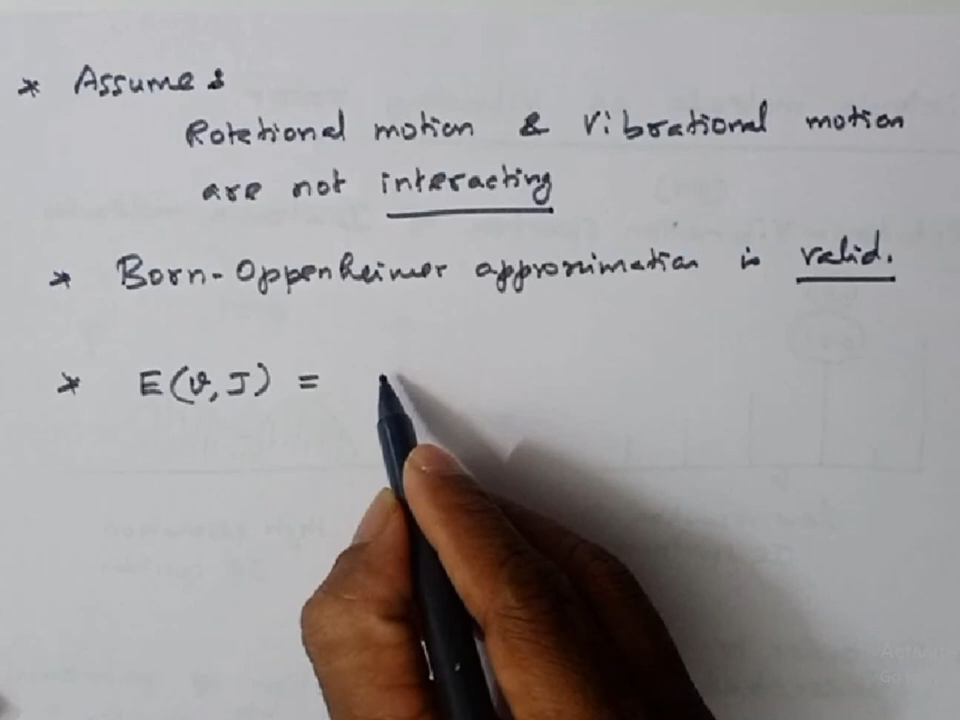 * Assume :
Rotational motion & Vibrational motion
are not interacting
* Born-Oppenheimer approximation is valid.
* E(v, J) =